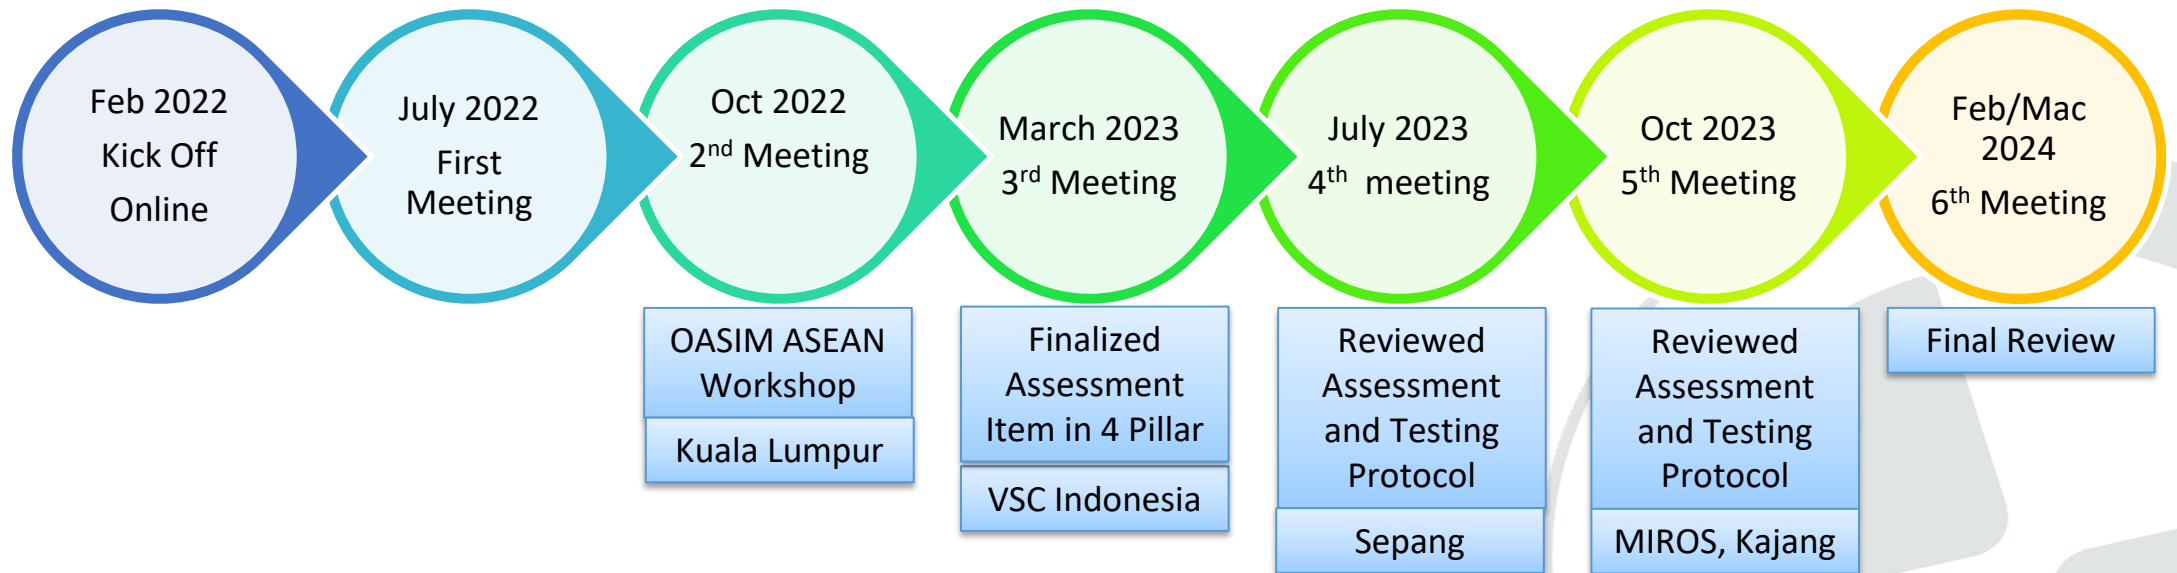 Feb 2022
Kick Off
Online
July 2022
First
Meeting
Oct 2022
2nd Meeting
March 2023
3rd Meeting
July 2023
4th meeting
Oct 2023
5th Meeting
Feb/Mac
2024
6th Meeting
OASIM ASEAN
Workshop
Kuala Lumpur
Finalized
Assessment
Item in 4 Pillar
VSC Indonesia
Reviewed
Assessment
and Testing
Protocol
Sepang
Reviewed
Assessment
and Testing
Protocol
MIROS, Kajang
Final Review